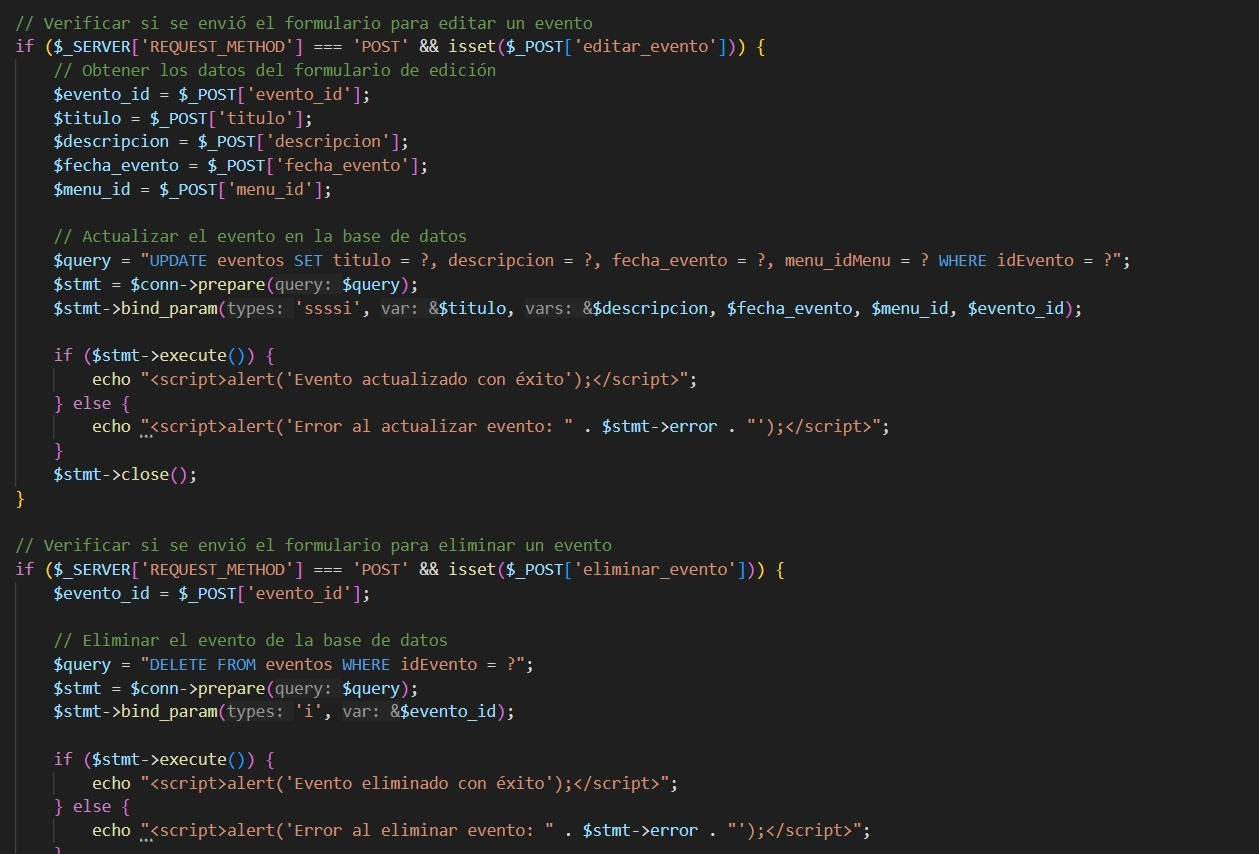 // Verificar si se envió el formulario para editar un evento
if ($_SERVER['REQUEST_METHOD'] === 'POST' && isset($_POST['editar_evento'])) {
    // Obtener los datos del formulario de edición
    $evento_id = $_POST['evento_id'];
    $titulo = $_POST['titulo'];
    $descripcion = $_POST['descripcion'];
    $fecha_evento = $_POST['fecha_evento'];
    $menu_id = $_POST['menu_id'];

    // Actualizar el evento en la base de datos
    $query = "UPDATE eventos SET titulo = ?, descripcion = ?, fecha_evento = ?, menu_idMenu = ? WHERE idEvento = ?";
    $stmt = $conn->prepare(query: $query);
    $stmt->bind_param(types: 'ssssi', var: &$titulo, vars: &$descripcion, $fecha_evento, $menu_id, $evento_id);

    if ($stmt->execute()) {
        echo "<script>alert('Evento actualizado con éxito');</script>";
    } else {
        echo "<script>alert('Error al actualizar evento: " . $stmt->error . "');</script>";
    }
    $stmt->close();
}

// Verificar si se envió el formulario para eliminar un evento
if ($_SERVER['REQUEST_METHOD'] === 'POST' && isset($_POST['eliminar_evento'])) {
    $evento_id = $_POST['evento_id'];

    // Eliminar el evento de la base de datos
    $query = "DELETE FROM eventos WHERE idEvento = ?";
    $stmt = $conn->prepare(query: $query);
    $stmt->bind_param(types: 'i', var: &$evento_id);

    if ($stmt->execute()) {
        echo "<script>alert('Evento eliminado con éxito');</script>";
    } else {
        echo "<script>alert('Error al eliminar evento: " . $stmt->error . "');</script>";
    }